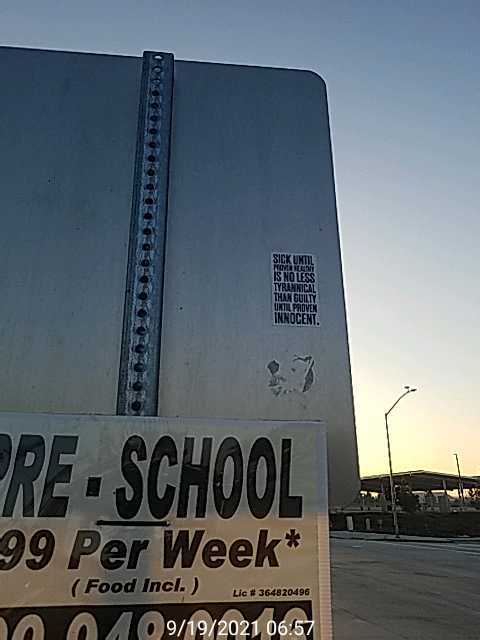 SICK UNTIL
PROVEN HEALTHY
IS NO LESS
TYRANNICAL
THAN GUILTY
UNTIL PROVEN
INNOCENT.
PRE - SCHOOL
99 Per Week*
( Food Incl. )
Lic # 364820496
9/19/2021 06:57